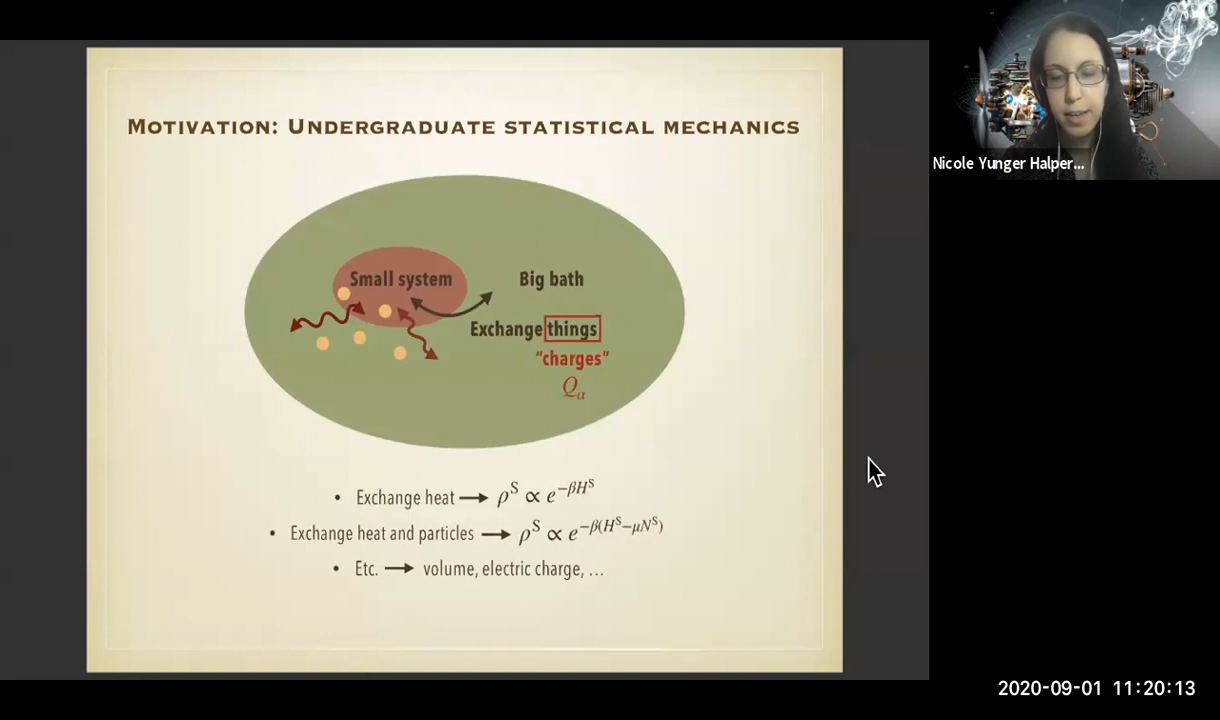 MOTIVATION: UNDERGRADUATE STATISTICAL MECHANICS
Small system
Big bath
Exchange things
“charges”
Qα
• Exchange heat → ρ^S ∝ e^{−βH^S}
• Exchange heat and particles → ρ^S ∝ e^{−β(H^S−μN^S)}
• Etc. → volume, electric charge, …
Nicole Yunger Halper...
2020-09-01 11:20:13